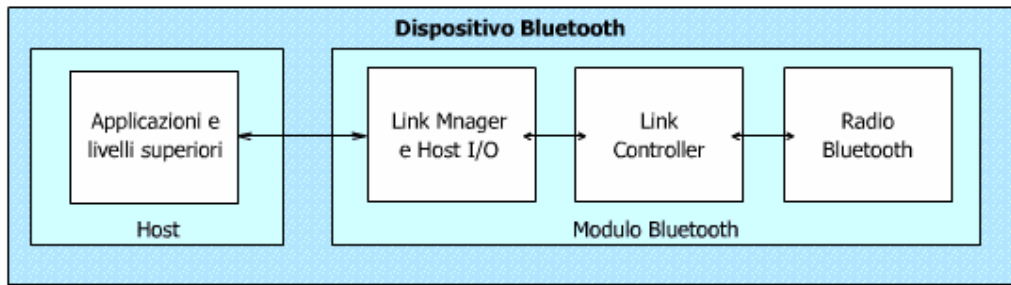 Dispositivo Bluetooth
Applicazioni e
livelli superiori
Host
Link Mnager
e Host I/O
Link
Controller
Radio
Bluetooth
Modulo Bluetooth